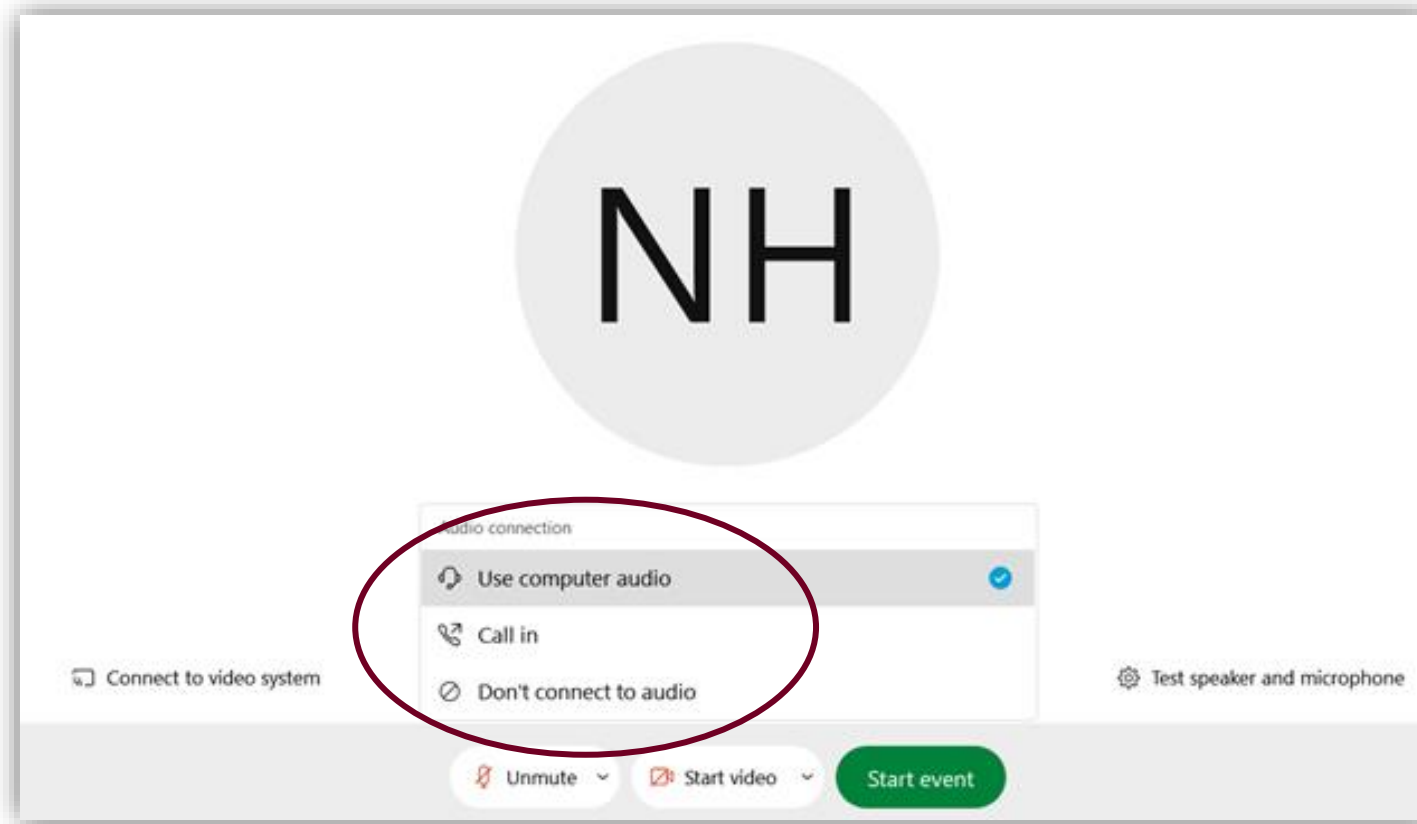 NH
Audio connection
Use computer audio
Call in
Don't connect to audio
Connect to video system
Test speaker and microphone
Unmute
Start video
Start event